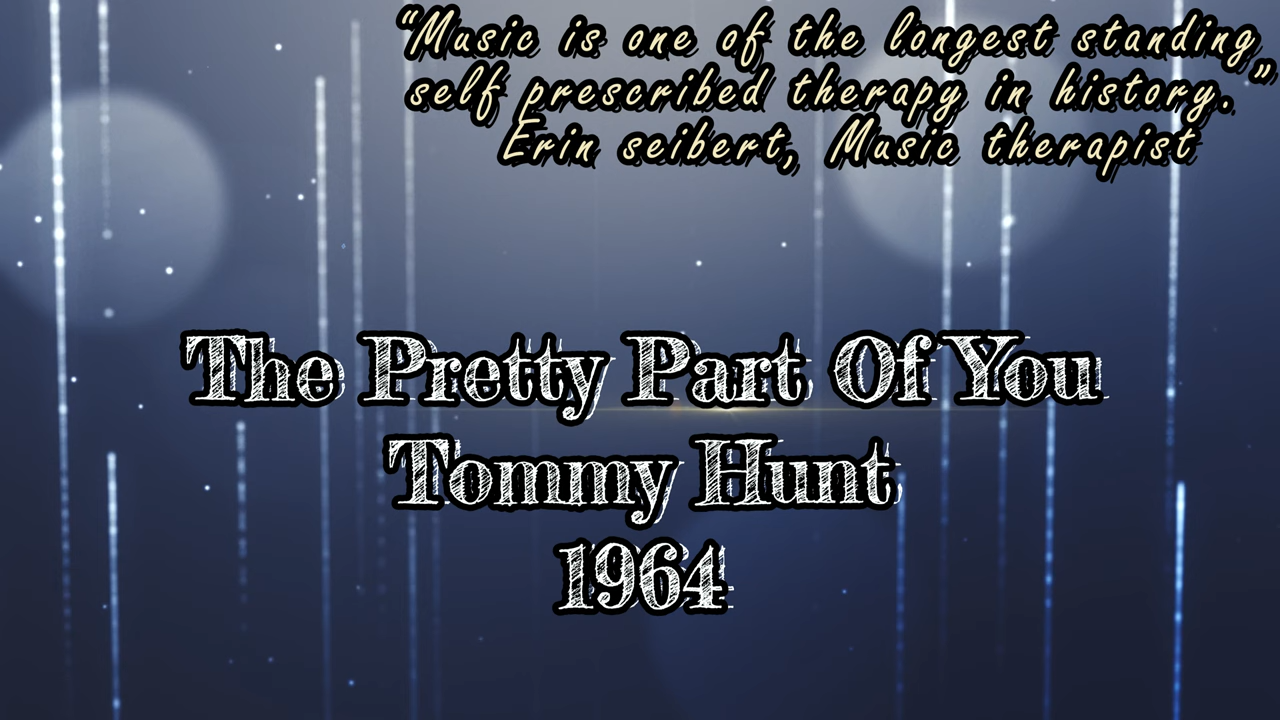 “Music is one of the longest standing
self prescribed therapy in history.”
Erin seibert, Music therapist
The Pretty Part Of You
Tommy Hunt
1964